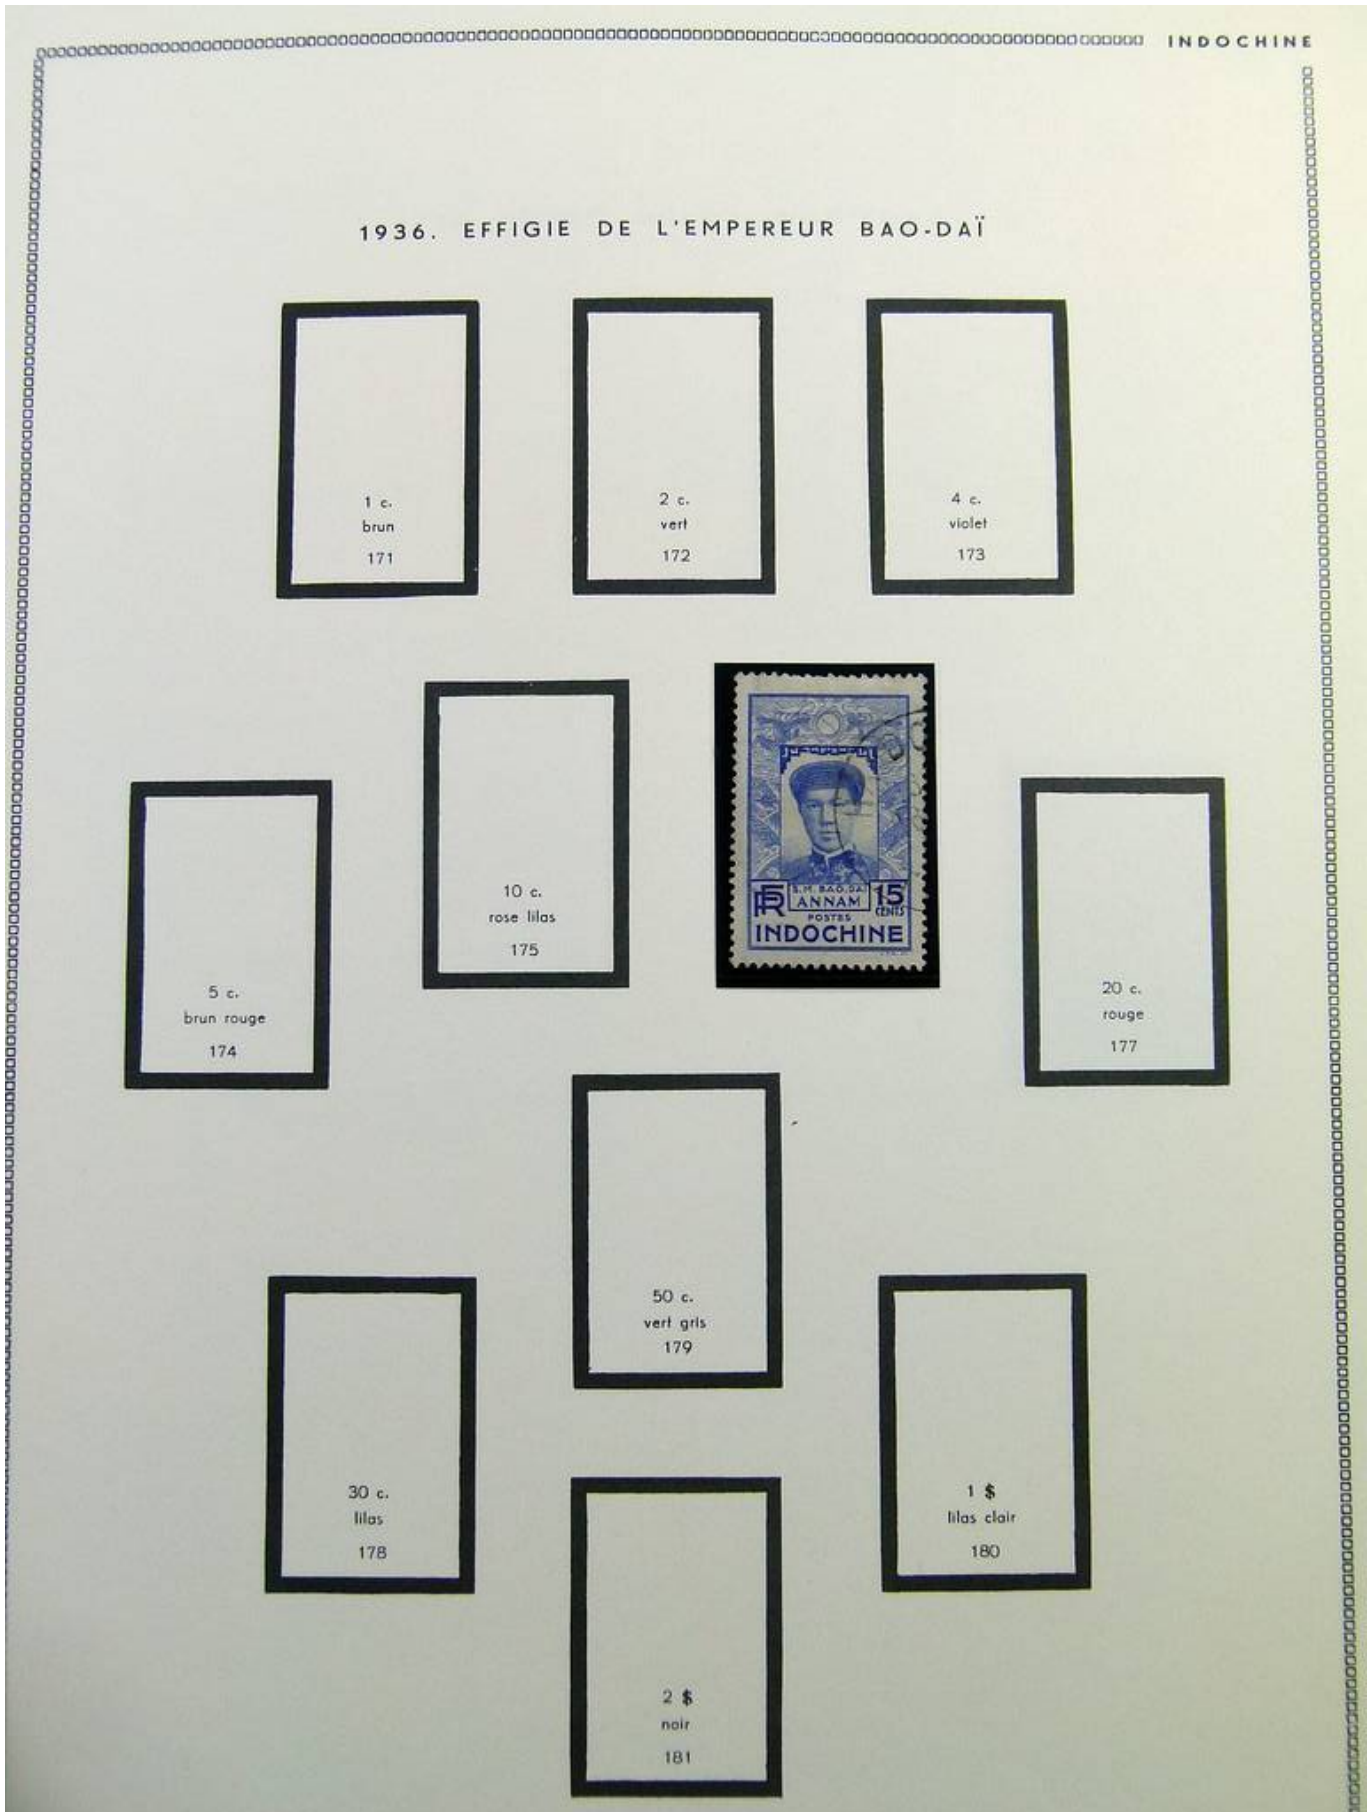 INDOCHINE
1936. EFFIGIE DE L'EMPEREUR BAO-DAÏ
1 c.
brun
171
2 c.
vert
172
4 c.
violet
173
5 c.
brun rouge
174
10 c.
rose lilas
175
S.M. BAO-DAI
ANNAM
RF
15
CENTS
POSTES
INDOCHINE
20 c.
rouge
177
30 c.
lilas
178
50 c.
vert gris
179
1 $
lilas clair
180
2 $
noir
181